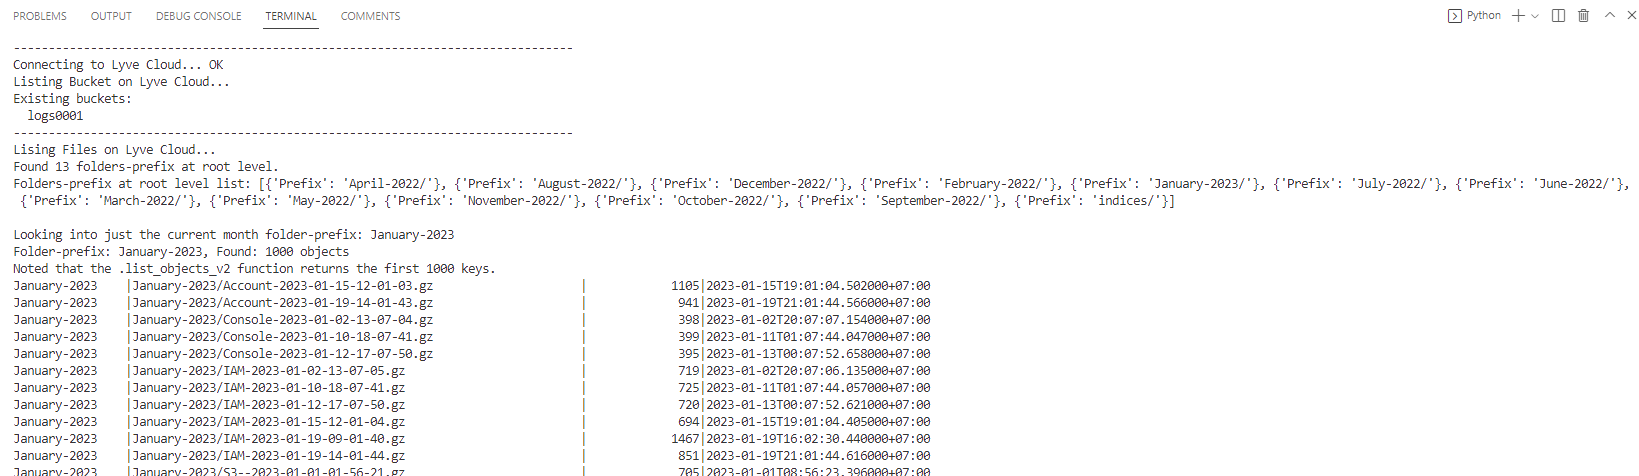 PROBLEMS OUTPUT DEBUG CONSOLE TERMINAL COMMENTS Python
--------------------------------------------------------------------------------
Connecting to Lyve Cloud... OK
Listing Bucket on Lyve Cloud...
Existing buckets:
  logs0001
--------------------------------------------------------------------------------
Lising Files on Lyve Cloud...
Found 13 folders-prefix at root level.
Folders-prefix at root level list: [{'Prefix': 'April-2022/'}, {'Prefix': 'August-2022/'}, {'Prefix': 'December-2022/'}, {'Prefix': 'February-2022/'}, {'Prefix': 'January-2023/'}, {'Prefix': 'July-2022/'}, {'Prefix': 'June-2022/'},
 {'Prefix': 'March-2022/'}, {'Prefix': 'May-2022/'}, {'Prefix': 'November-2022/'}, {'Prefix': 'October-2022/'}, {'Prefix': 'September-2022/'}, {'Prefix': 'indices/'}]
Looking into just the current month folder-prefix: January-2023
Folder-prefix: January-2023, Found: 1000 objects
Noted that the .list_objects_v2 function returns the first 1000 keys.
January-2023    |January-2023/Account-2023-01-15-12-01-03.gz | 1105|2023-01-15T19:01:04.502000+07:00
January-2023    |January-2023/Account-2023-01-19-14-01-43.gz | 941|2023-01-19T21:01:44.566000+07:00
January-2023    |January-2023/Console-2023-01-02-13-07-04.gz | 398|2023-01-02T20:07:07.154000+07:00
January-2023    |January-2023/Console-2023-01-10-18-07-41.gz | 399|2023-01-11T01:07:44.047000+07:00
January-2023    |January-2023/Console-2023-01-12-17-07-50.gz | 395|2023-01-13T00:07:52.658000+07:00
January-2023    |January-2023/IAM-2023-01-02-13-07-05.gz | 719|2023-01-02T20:07:06.135000+07:00
January-2023    |January-2023/IAM-2023-01-10-18-07-41.gz | 725|2023-01-11T01:07:44.057000+07:00
January-2023    |January-2023/IAM-2023-01-12-17-07-50.gz | 720|2023-01-13T00:07:52.621000+07:00
January-2023    |January-2023/IAM-2023-01-15-12-01-04.gz | 694|2023-01-15T19:01:04.405000+07:00
January-2023    |January-2023/IAM-2023-01-19-09-01-40.gz | 1467|2023-01-19T16:02:30.440000+07:00
January-2023    |January-2023/IAM-2023-01-19-14-01-44.gz | 851|2023-01-19T21:01:44.616000+07:00
January-2023    |January-2023/S3--2023-01-01-01-56-21.gz | 705|2023-01-01T08:56:23.396000+07:00